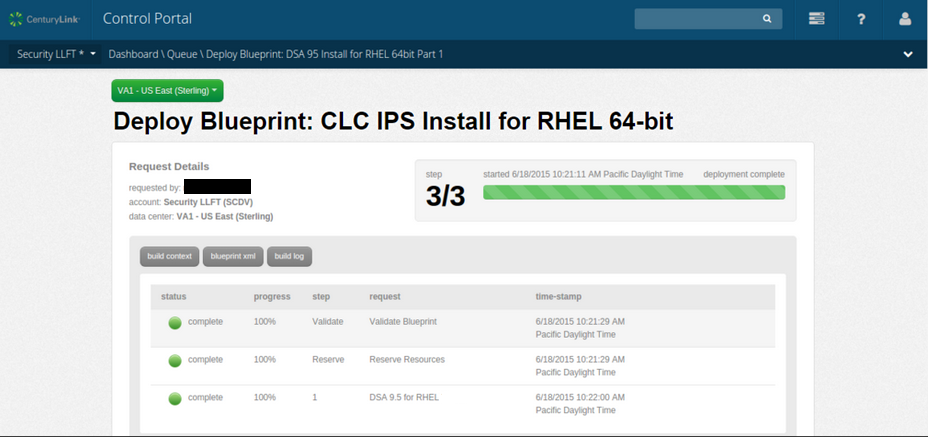 CenturyLink Control Portal
?
Security LLFT * Dashboard \ Queue \ Deploy Blueprint: DSA 95 Install for RHEL 64bit Part 1
VA1 - US East (Sterling)
Deploy Blueprint: CLC IPS Install for RHEL 64-bit
Request Details
requested by:
account: Security LLFT (SCDV)
data center: VA1 - US East (Sterling)
step started 6/18/2015 10:21:11 AM Pacific Daylight Time deployment complete
3/3
build context blueprint xml build log
status progress step request time-stamp
complete 100% Validate Validate Blueprint 6/18/2015 10:21:29 AM
Pacific Daylight Time
complete 100% Reserve Reserve Resources 6/18/2015 10:21:29 AM
Pacific Daylight Time
complete 100% 1 DSA 9.5 for RHEL 6/18/2015 10:22:00 AM
Pacific Daylight Time